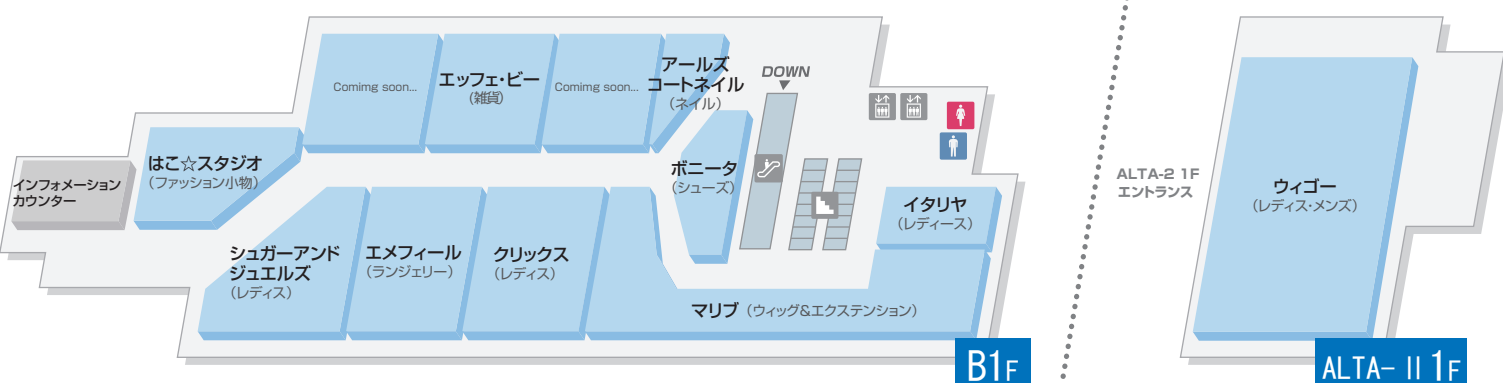 Comimg soon...
エッフェ・ビー
(雑貨)
Comimg soon...
アールズ
コートネイル
(ネイル)
DOWN
はこ☆スタジオ
(ファッション小物)
インフォメーション
カウンター
ボニータ
(シューズ)
シュガーアンド
ジュエルズ
(レディス)
エメフィール
(ランジェリー)
クリックス
(レディス)
イタリヤ
(レディース)
マリブ (ウィッグ&エクステンション)
B1F
ALTA-2 1F
エントランス
ウィゴー
(レディス・メンズ)
ALTA-II 1F